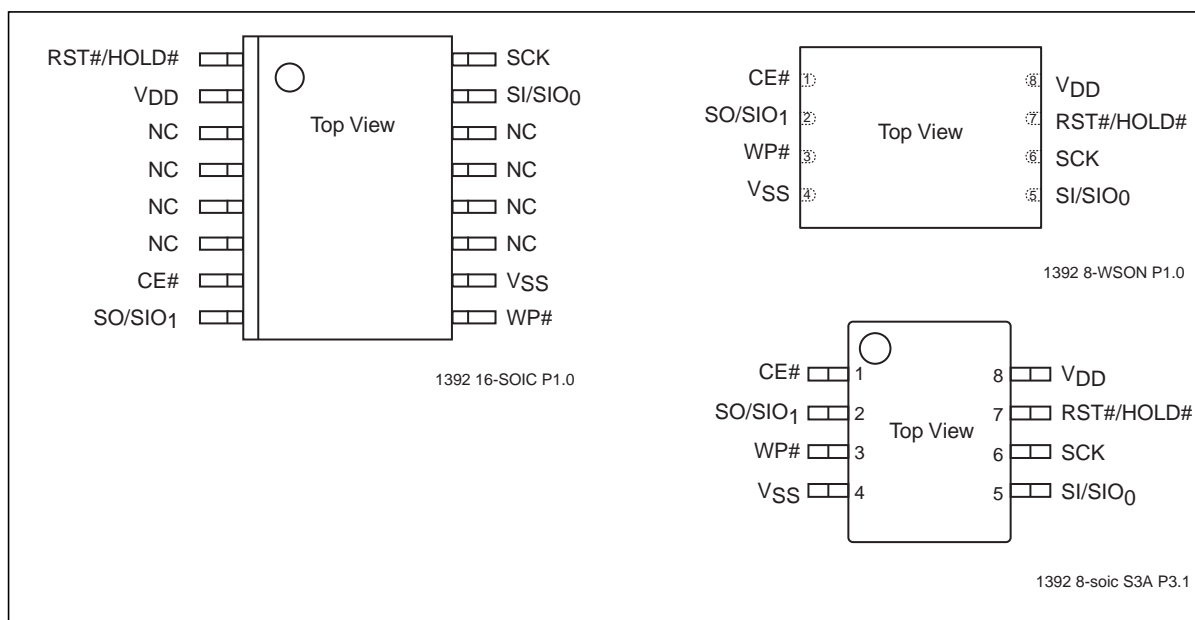 RST#/HOLD# SCK
VDD SI/SIO0
NC NC
NC NC
NC NC
NC NC
CE# VSS
SO/SIO1 WP#
Top View
1392 16-SOIC P1.0
CE# 1 8 VDD
SO/SIO1 2 7 RST#/HOLD#
WP# 3 6 SCK
VSS 4 5 SI/SIO0
Top View
1392 8-WSON P1.0
CE# 1 8 VDD
SO/SIO1 2 7 RST#/HOLD#
WP# 3 6 SCK
VSS 4 5 SI/SIO0
Top View
1392 8-soic S3A P3.1